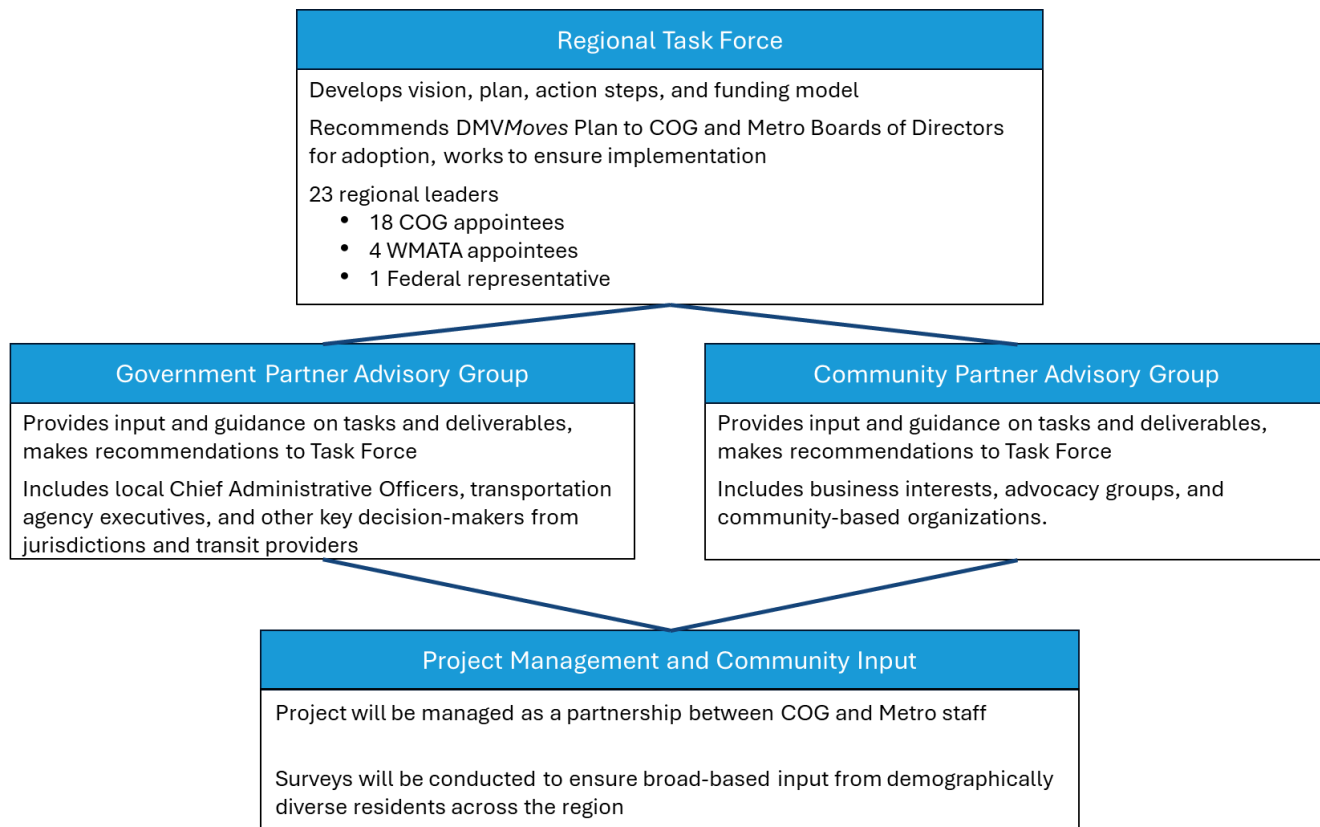 Regional Task Force
Develops vision, plan, action steps, and funding model
Recommends DMVMoves Plan to COG and Metro Boards of Directors
for adoption, works to ensure implementation
23 regional leaders
• 18 COG appointees
• 4 WMATA appointees
• 1 Federal representative
Government Partner Advisory Group
Provides input and guidance on tasks and deliverables,
makes recommendations to Task Force
Includes local Chief Administrative Officers, transportation
agency executives, and other key decision-makers from
jurisdictions and transit providers
Community Partner Advisory Group
Provides input and guidance on tasks and deliverables,
makes recommendations to Task Force
Includes business interests, advocacy groups, and
community-based organizations.
Project Management and Community Input
Project will be managed as a partnership between COG and Metro staff
Surveys will be conducted to ensure broad-based input from demographically
diverse residents across the region